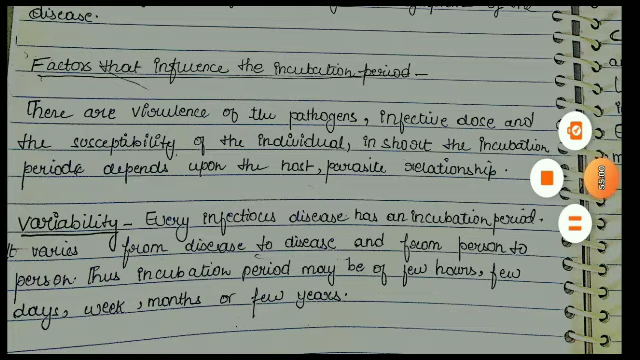 disease.
Factors that influence the incubation period -
There are virulence of the pathogens, infective dose and
the susceptibility of the individual, in shoort the incubation
periods depends upon the host, parasite relationship.
Variability - Every infectious disease has an incubation period.
It varies from disease to disease and from person to
person. Thus incubation period may be of few hours, few
days, week, months or few years.